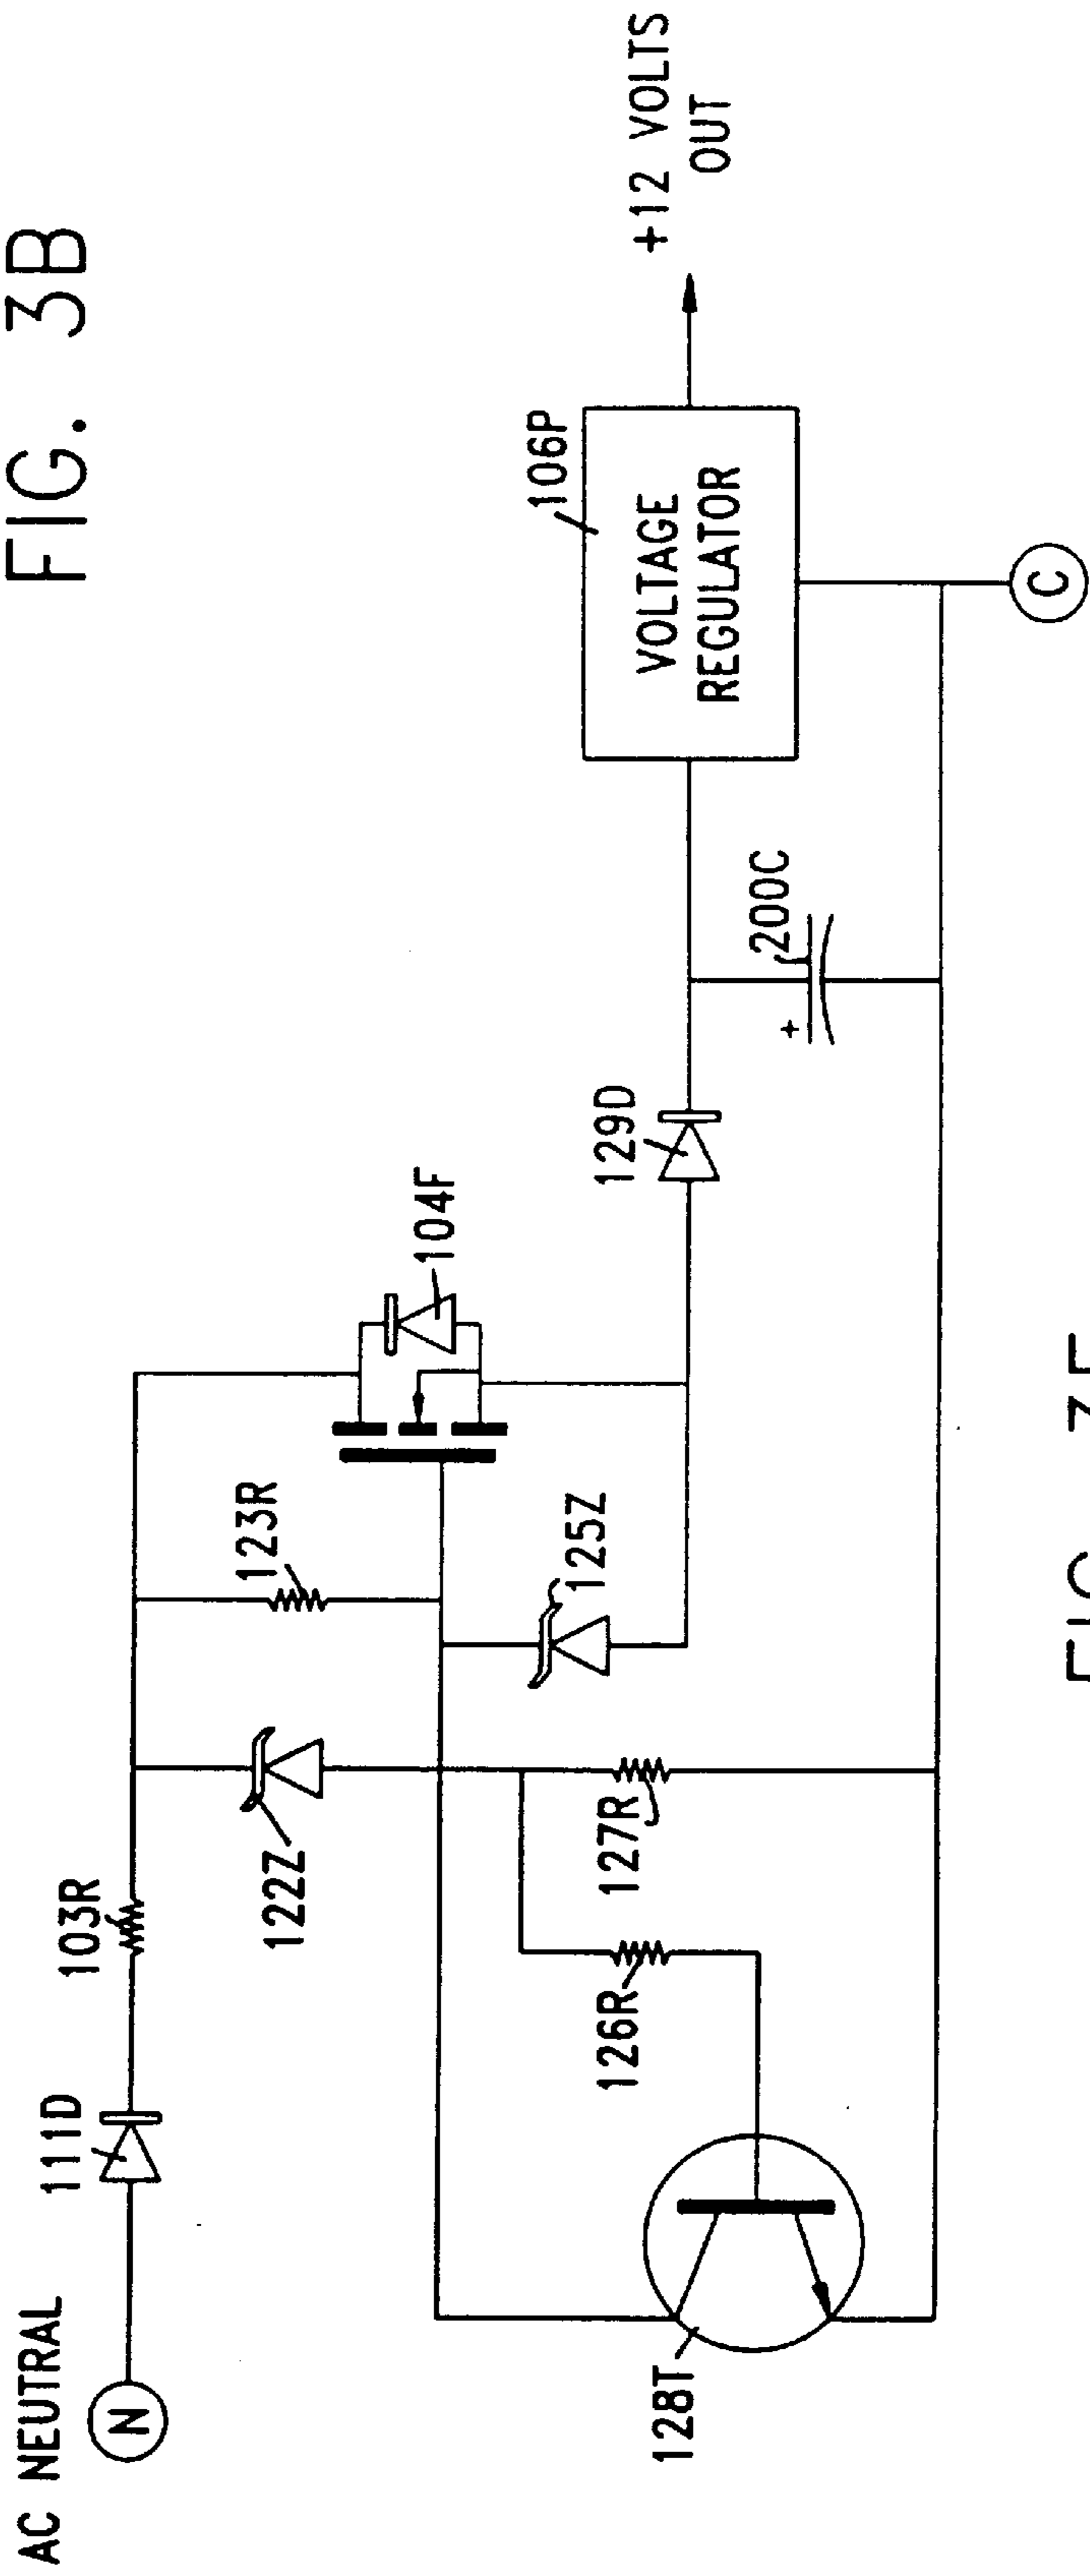 FIG. 3B
AC NEUTRAL
N
111D
103R
122Z
123R
104F
125Z
126R
127R
128T
129D
200C
+
106P
VOLTAGE
REGULATOR
+12 VOLTS
OUT
C